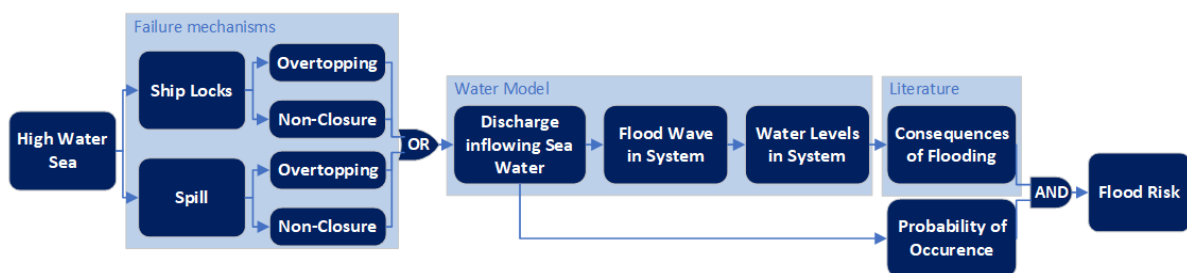 Failure mechanisms
High Water
Sea
Ship Locks
Overtopping
Non-Closure
Spill
Overtopping
Non-Closure
OR
Water Model
Discharge
inflowing Sea
Water
Flood Wave
in System
Water Levels
in System
Literature
Consequences
of Flooding
Probability of
Occurence
AND
Flood Risk